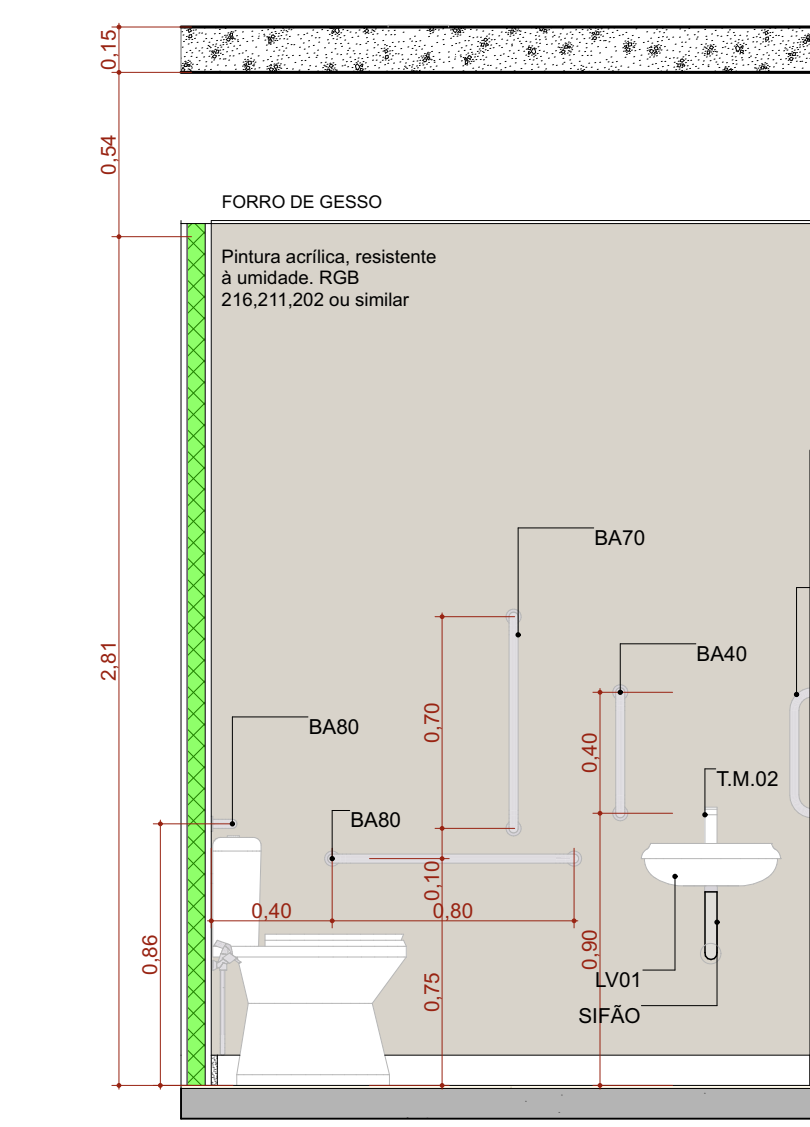 0,15
0,54
FORRO DE GESSO
Pintura acrílica, resistente
à umidade. RGB
216,211,202 ou similar
BA70
2,81
BA40
0,70
BA80
0,40
T.M.02
BA80
0,10
0,40
0,80
0,86
0,90
0,75
LV01
SIFÃO